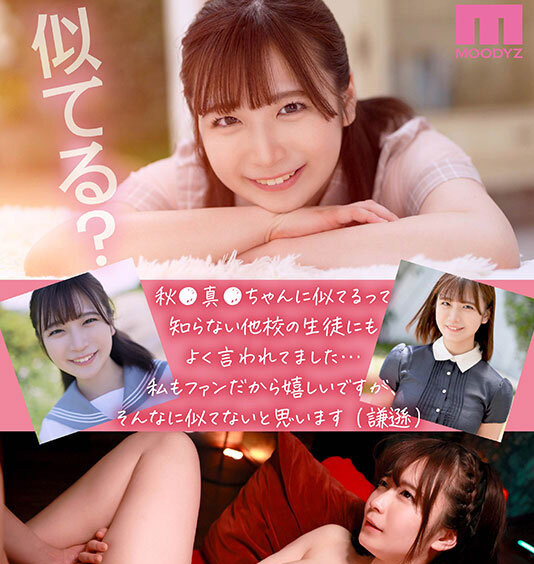 似てる?
MOODYZ
秋●真●ちゃんに似てるって
知らない他校の生徒にも
よく言われてました…
私もファンだから嬉しいですが、
そんなに似てないと思います(謙遜)